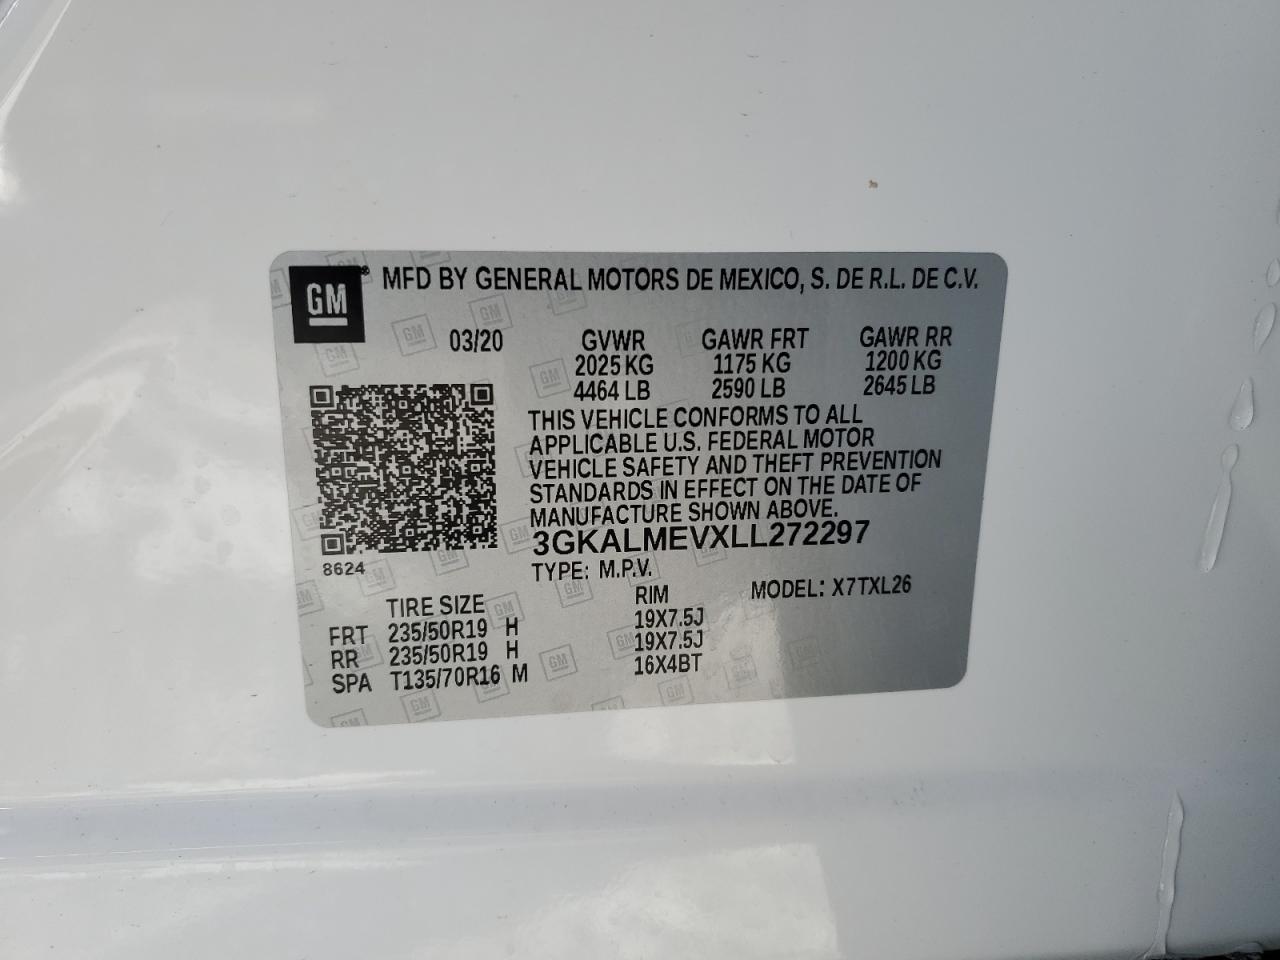 GM® MFD BY GENERAL MOTORS DE MEXICO, S. DE R.L. DE C.V.
03/20 GVWR GAWR FRT GAWR RR
2025 KG 1175 KG 1200 KG
4464 LB 2590 LB 2645 LB
THIS VEHICLE CONFORMS TO ALL
APPLICABLE U.S. FEDERAL MOTOR
VEHICLE SAFETY AND THEFT PREVENTION
STANDARDS IN EFFECT ON THE DATE OF
MANUFACTURE SHOWN ABOVE.
3GKALMEVXLL272297
8624
TYPE: M.P.V. MODEL: X7TXL26
TIRE SIZE RIM
FRT 235/50R19 H 19X7.5J
RR 235/50R19 H 19X7.5J
SPA T135/70R16 M 16X4BT